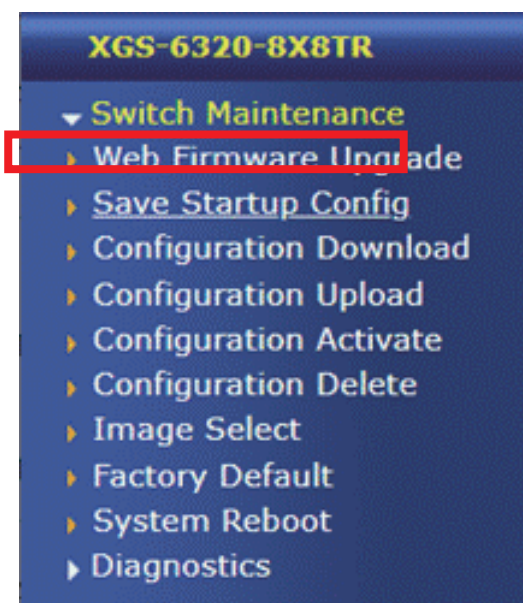 XGS-6320-8X8TR
Switch Maintenance
Web Firmware Upgrade
Save Startup Config
Configuration Download
Configuration Upload
Configuration Activate
Configuration Delete
Image Select
Factory Default
System Reboot
Diagnostics